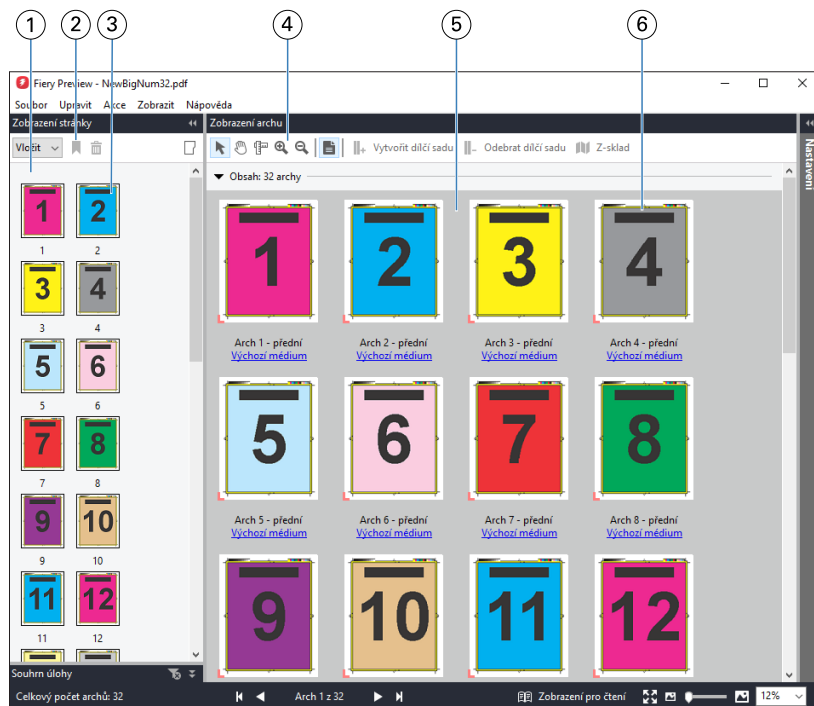 1 2 3 4 5 6
Fiery Preview - NewBigNum32.pdf
Soubor Upravit Akce Zobrazit Nápověda
Zobrazení stránky
Zobrazení archu
Vložit
Vytvořit dílčí sadu
Odebrat dílčí sadu
Z-sklad
Nastavení
1 2
1 2
3 4
3 4
5 6
5 6
7 8
7 8
9 10
9 10
11 12
11 12
Obsah: 32 archy
1 2 3 4
Arch 1 - přední Arch 2 - přední Arch 3 - přední Arch 4 - přední
Výchozí médium Výchozí médium Výchozí médium Výchozí médium
5 6 7 8
Arch 5 - přední Arch 6 - přední Arch 7 - přední Arch 8 - přední
Výchozí médium Výchozí médium Výchozí médium Výchozí médium
9 10 11 12
Souhrn úlohy
Celkový počet archů: 32
Arch 1 z 32
Zobrazení pro čtení
12%